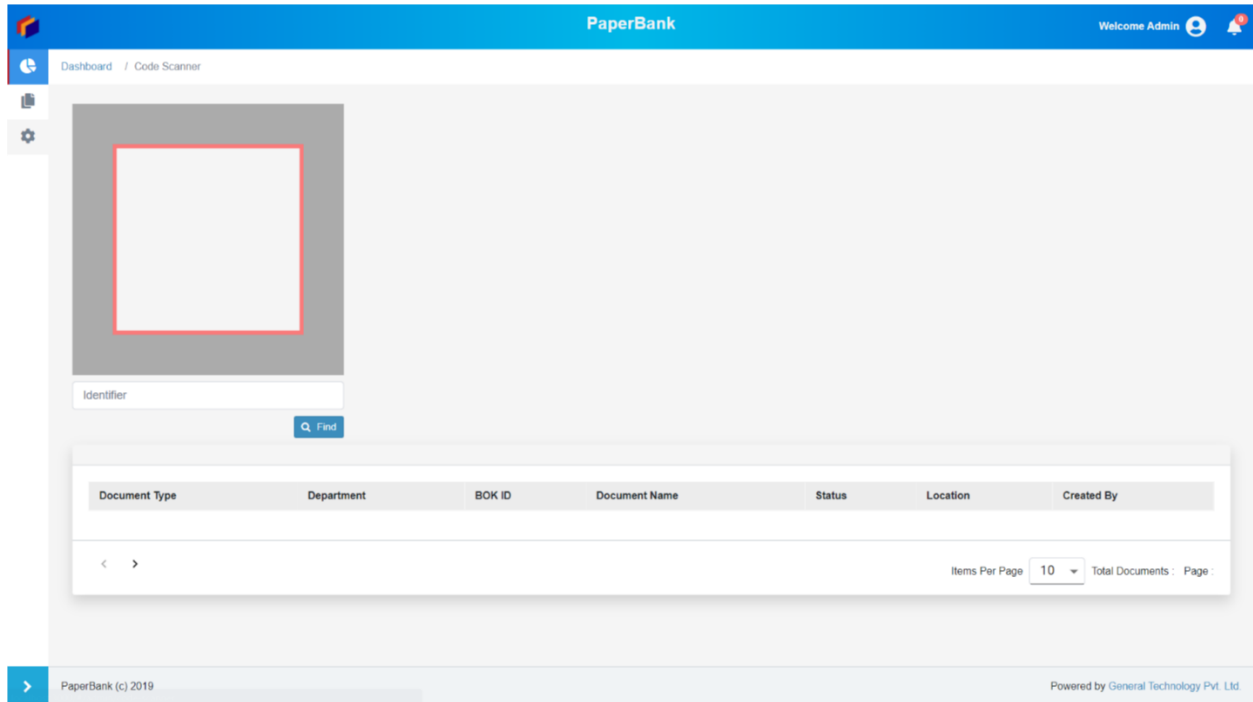 PaperBank
Welcome Admin
0
Dashboard / Code Scanner
Identifier
Find
Document Type Department BOK ID Document Name Status Location Created By
Items Per Page 10 Total Documents : Page :
PaperBank (c) 2019 Powered by General Technology Pvt. Ltd.